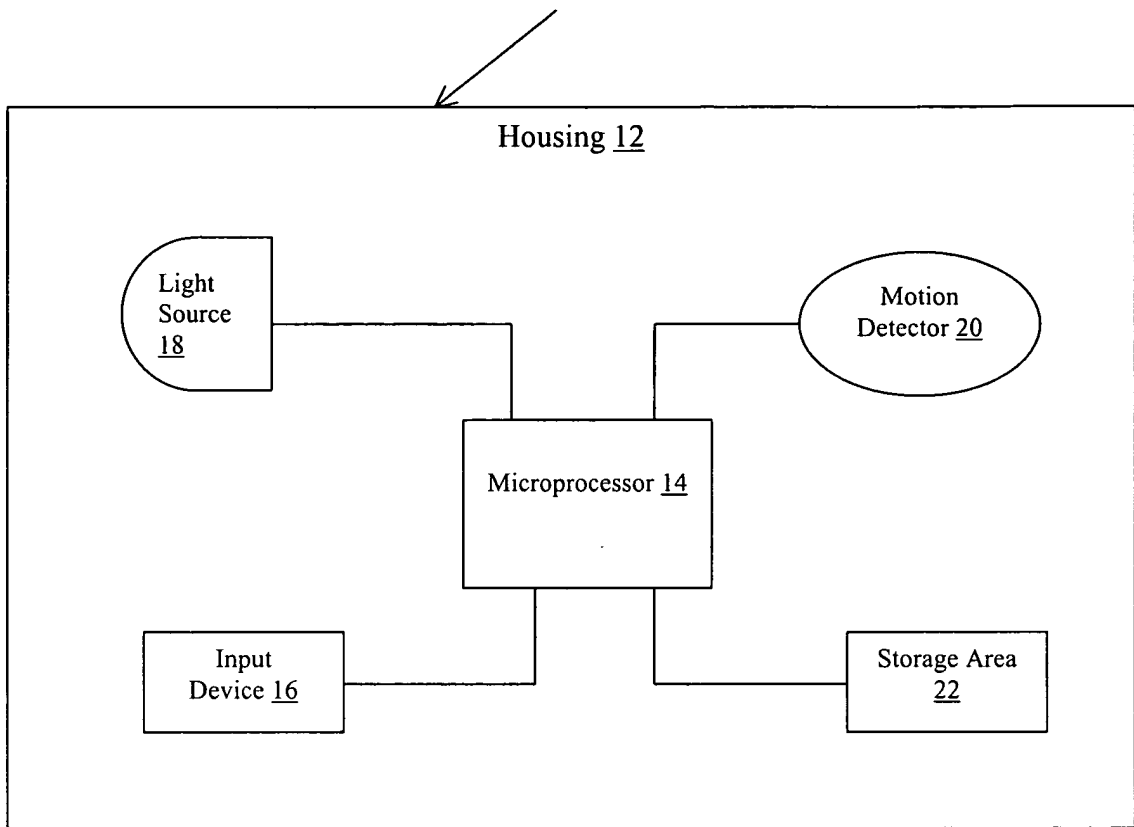 Housing 12
Light
Source
18
Motion
Detector 20
Microprocessor 14
Input
Device 16
Storage Area
22